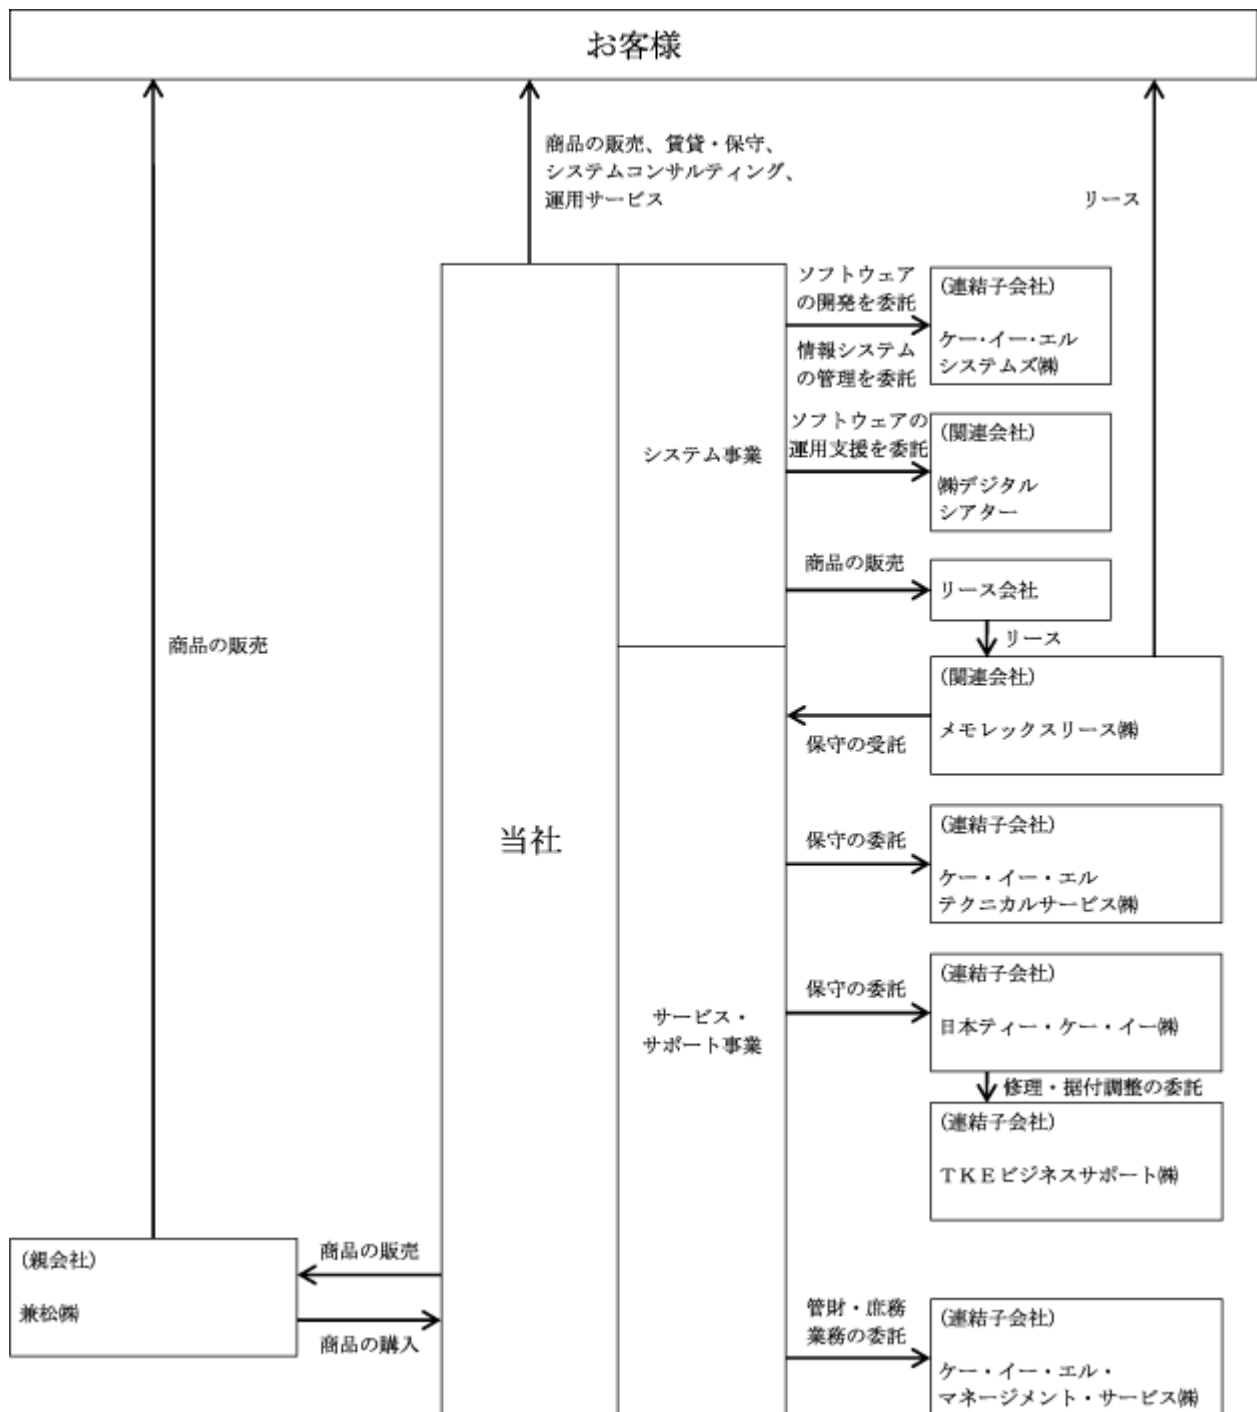 お客様
商品の販売、賃貸・保守、
システムコンサルティング、
運用サービス
リース
ソフトウェア
の開発を委託
情報システム
の管理を委託
(連結子会社)
ケー･イー･エル
システムズ㈱
システム事業
ソフトウェアの
運用支援を委託
(関連会社)
㈱デジタル
シアター
商品の販売
リース会社
リース
商品の販売
(関連会社)
メモレックスリース㈱
保守の受託
当社
保守の委託
(連結子会社)
ケー・イー・エル
テクニカルサービス㈱
サービス・
サポート事業
保守の委託
(連結子会社)
日本ティー・ケー・イー㈱
修理・据付調整の委託
(連結子会社)
ＴＫＥビジネスサポート㈱
(親会社)
兼松㈱
商品の販売
商品の購入
管財・庶務
業務の委託
(連結子会社)
ケー・イー・エル・
マネージメント・サービス㈱